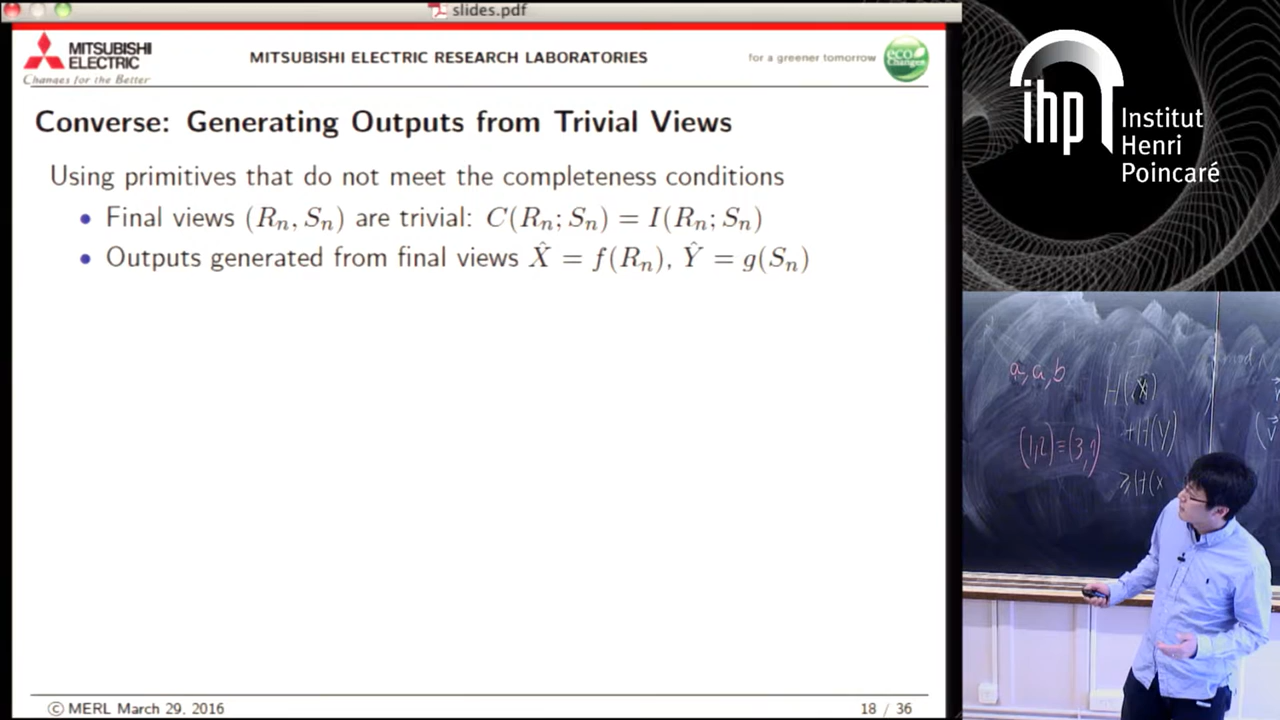 slides.pdf
MITSUBISHI ELECTRIC
Changes for the Better
MITSUBISHI ELECTRIC RESEARCH LABORATORIES
for a greener tomorrow
eco Changes
Converse: Generating Outputs from Trivial Views
Using primitives that do not meet the completeness conditions
• Final views (Rₙ, Sₙ) are trivial: C(Rₙ; Sₙ) = I(Rₙ; Sₙ)
• Outputs generated from final views X̂ = f(Rₙ), Ŷ = g(Sₙ)
© MERL March 29, 2016
18 / 36
ihp
Institut
Henri
Poincaré
a, a, b
H(X)
+H(Y)
(1,2)=(3,1)
≥H(X